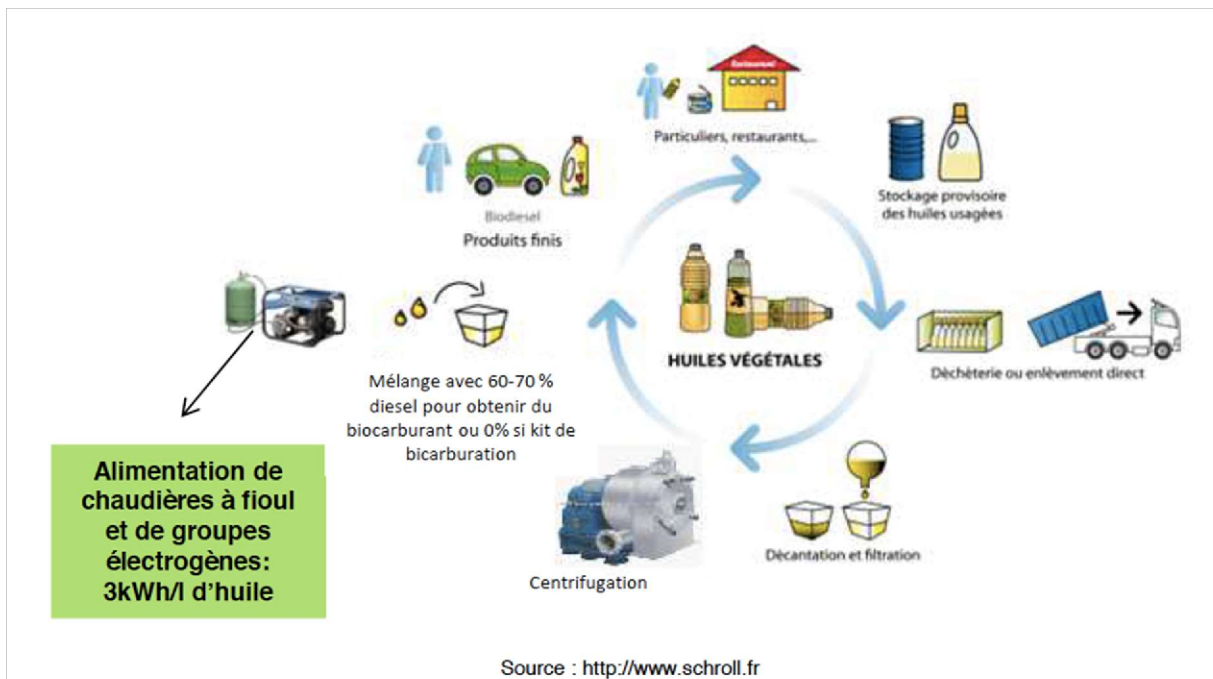 Restaurant
Particuliers, restaurants,...
Stockage provisoire
des huiles usagées
Biodiesel
Produits finis
HUILES VÉGÉTALES
Dèchèterie ou enlèvement direct
Mélange avec 60-70 %
diesel pour obtenir du
biocarburant ou 0% si kit de
bicarburation
Alimentation de
chaudières à fioul
et de groupes
électrogènes:
3kWh/l d’huile
Décantation et filtration
Centrifugation
Source : http://www.schroll.fr